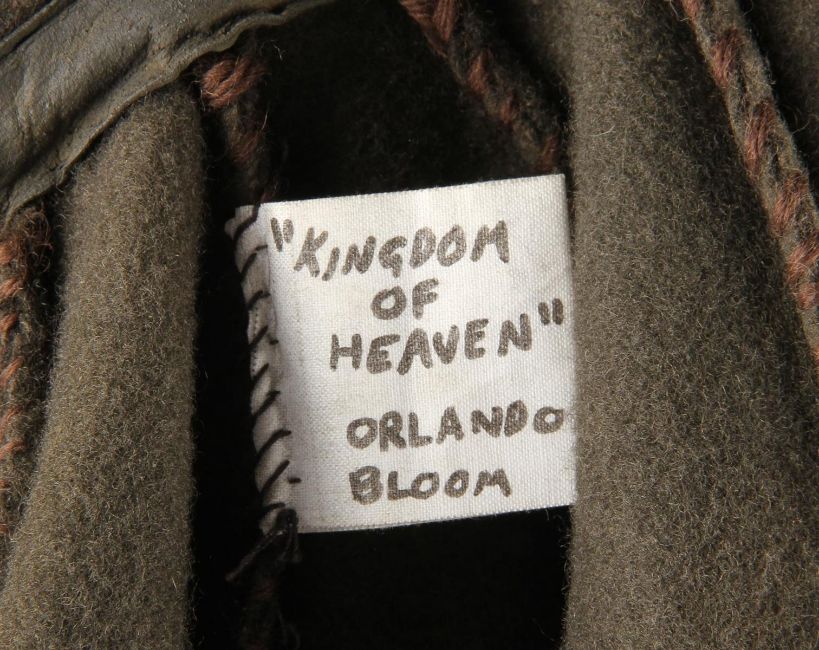 "KINGDOM
OF
HEAVEN"
ORLANDO
BLOOM